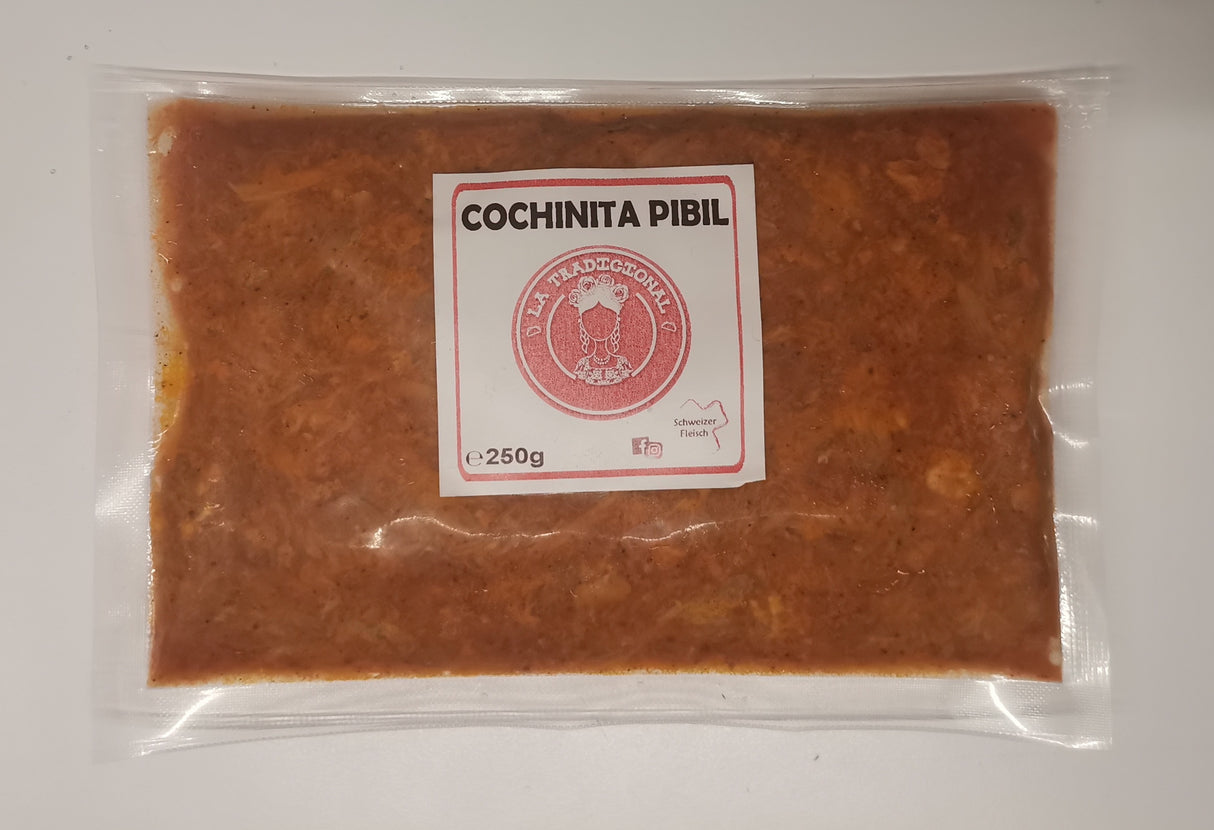 COCHINITA PIBIL
LA TRADICIONAL
Schweizer
Fleisch
℮250g